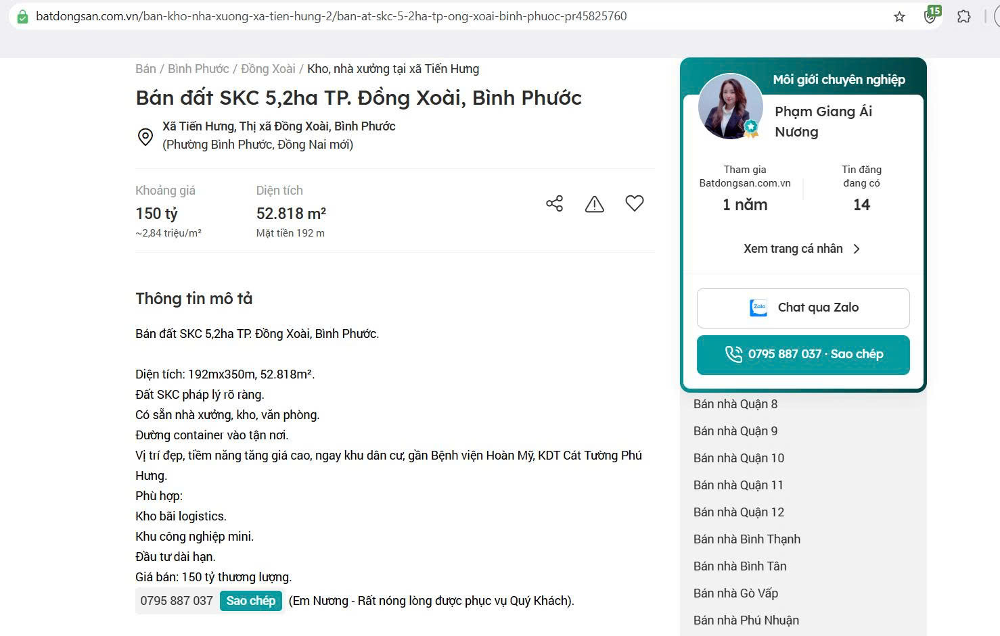 batdongsan.com.vn/ban-kho-nha-xuong-xa-tien-hung-2/ban-at-skc-5-2ha-tp-ong-xoai-binh-phuoc-pr45825760
15
Bán / Bình Phước / Đồng Xoài / Kho, nhà xưởng tại xã Tiến Hưng
Bán đất SKC 5,2ha TP. Đồng Xoài, Bình Phước
Xã Tiến Hưng, Thị xã Đồng Xoài, Bình Phước
(Phường Bình Phước, Đồng Nai mới)
Khoảng giá
150 tỷ
~2,84 triệu/m²
Diện tích
52.818 m²
Mặt tiền 192 m
Thông tin mô tả
Bán đất SKC 5,2ha TP. Đồng Xoài, Bình Phước.
Diện tích: 192mx350m, 52.818m².
Đất SKC pháp lý rõ ràng.
Có sẵn nhà xưởng, kho, văn phòng.
Đường container vào tận nơi.
Vị trí đẹp, tiềm năng tăng giá cao, ngay khu dân cư, gần Bệnh viện Hoàn Mỹ, KDT Cát Tường Phú
Hưng.
Phù hợp:
Kho bãi logistics.
Khu công nghiệp mini.
Đầu tư dài hạn.
Giá bán: 150 tỷ thương lượng.
0795 887 037 Sao chép (Em Nương - Rất nóng lòng được phục vụ Quý Khách).
Môi giới chuyên nghiệp
Phạm Giang Ái
Nương
Tham gia
Batdongsan.com.vn
1 năm
Tin đăng
đang có
14
Xem trang cá nhân
Zalo Chat qua Zalo
0795 887 037 · Sao chép
Bán nhà Quận 8
Bán nhà Quận 9
Bán nhà Quận 10
Bán nhà Quận 11
Bán nhà Quận 12
Bán nhà Bình Thạnh
Bán nhà Bình Tân
Bán nhà Gò Vấp
Bán nhà Phú Nhuận